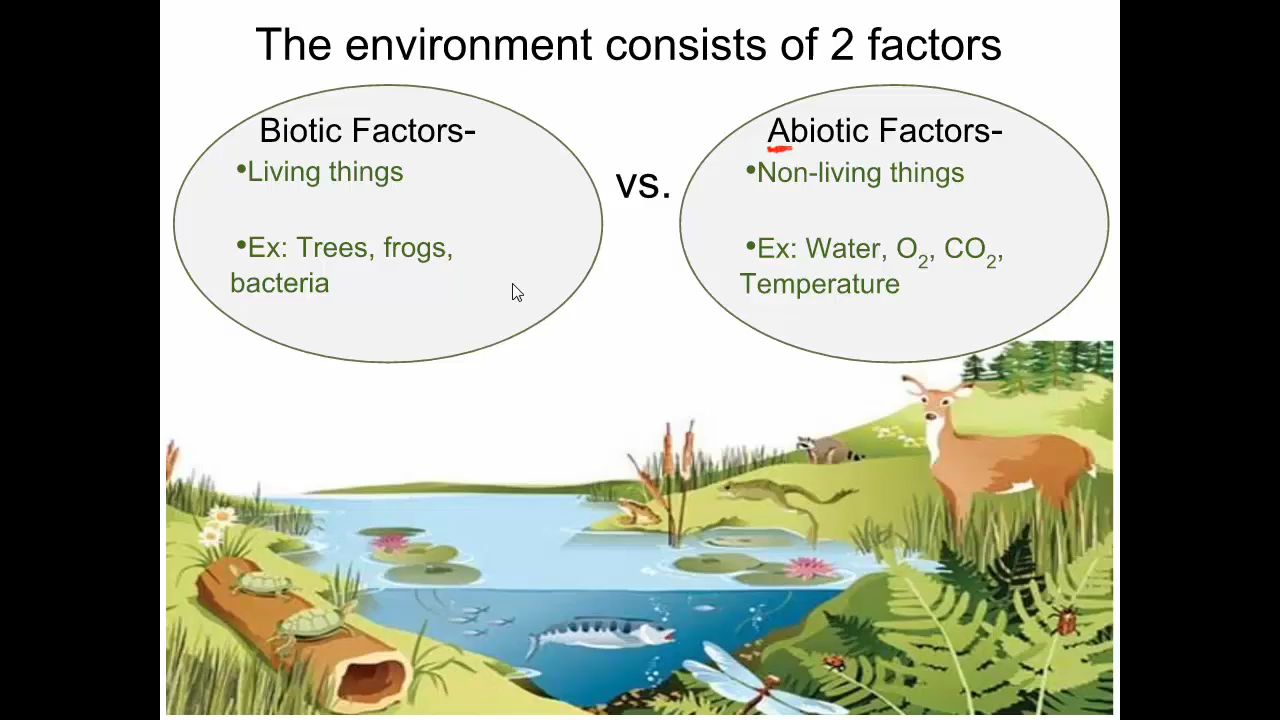 The environment consists of 2 factors
Biotic Factors-
•Living things
•Ex: Trees, frogs,
bacteria
vs.
Abiotic Factors-
•Non-living things
•Ex: Water, O₂, CO₂,
Temperature